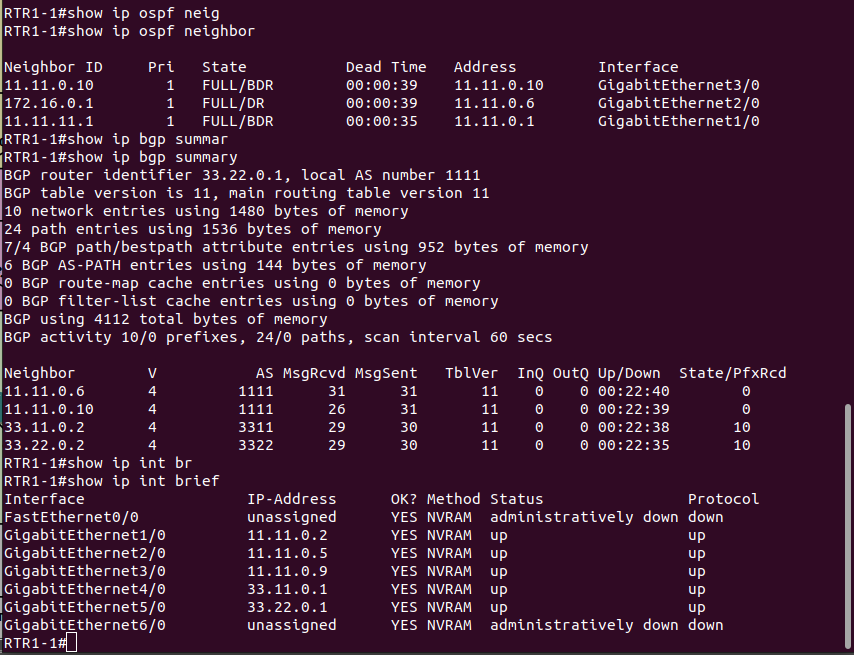 RTR1-1#show ip ospf neig
RTR1-1#show ip ospf neighbor
Neighbor ID     Pri   State           Dead Time   Address         Interface
11.11.0.10        1   FULL/BDR        00:00:39    11.11.0.10      GigabitEthernet3/0
172.16.0.1        1   FULL/DR         00:00:39    11.11.0.6       GigabitEthernet2/0
11.11.11.1        1   FULL/BDR        00:00:35    11.11.0.1       GigabitEthernet1/0
RTR1-1#show ip bgp summar
RTR1-1#show ip bgp summary
BGP router identifier 33.22.0.1, local AS number 1111
BGP table version is 11, main routing table version 11
10 network entries using 1480 bytes of memory
24 path entries using 1536 bytes of memory
7/4 BGP path/bestpath attribute entries using 952 bytes of memory
6 BGP AS-PATH entries using 144 bytes of memory
0 BGP route-map cache entries using 0 bytes of memory
0 BGP filter-list cache entries using 0 bytes of memory
BGP using 4112 total bytes of memory
BGP activity 10/0 prefixes, 24/0 paths, scan interval 60 secs
Neighbor        V           AS MsgRcvd MsgSent   TblVer  InQ OutQ Up/Down  State/PfxRcd
11.11.0.6       4         1111      31      31       11    0    0 00:22:40        0
11.11.0.10      4         1111      26      31       11    0    0 00:22:39        0
33.11.0.2       4         3311      29      30       11    0    0 00:22:38       10
33.22.0.2       4         3322      29      30       11    0    0 00:22:35       10
RTR1-1#show ip int br
RTR1-1#show ip int brief
Interface                  IP-Address      OK? Method Status                Protocol
FastEthernet0/0            unassigned      YES NVRAM  administratively down down
GigabitEthernet1/0         11.11.0.2       YES NVRAM  up                    up
GigabitEthernet2/0         11.11.0.5       YES NVRAM  up                    up
GigabitEthernet3/0         11.11.0.9       YES NVRAM  up                    up
GigabitEthernet4/0         33.11.0.1       YES NVRAM  up                    up
GigabitEthernet5/0         33.22.0.1       YES NVRAM  up                    up
GigabitEthernet6/0         unassigned      YES NVRAM  administratively down down
RTR1-1#